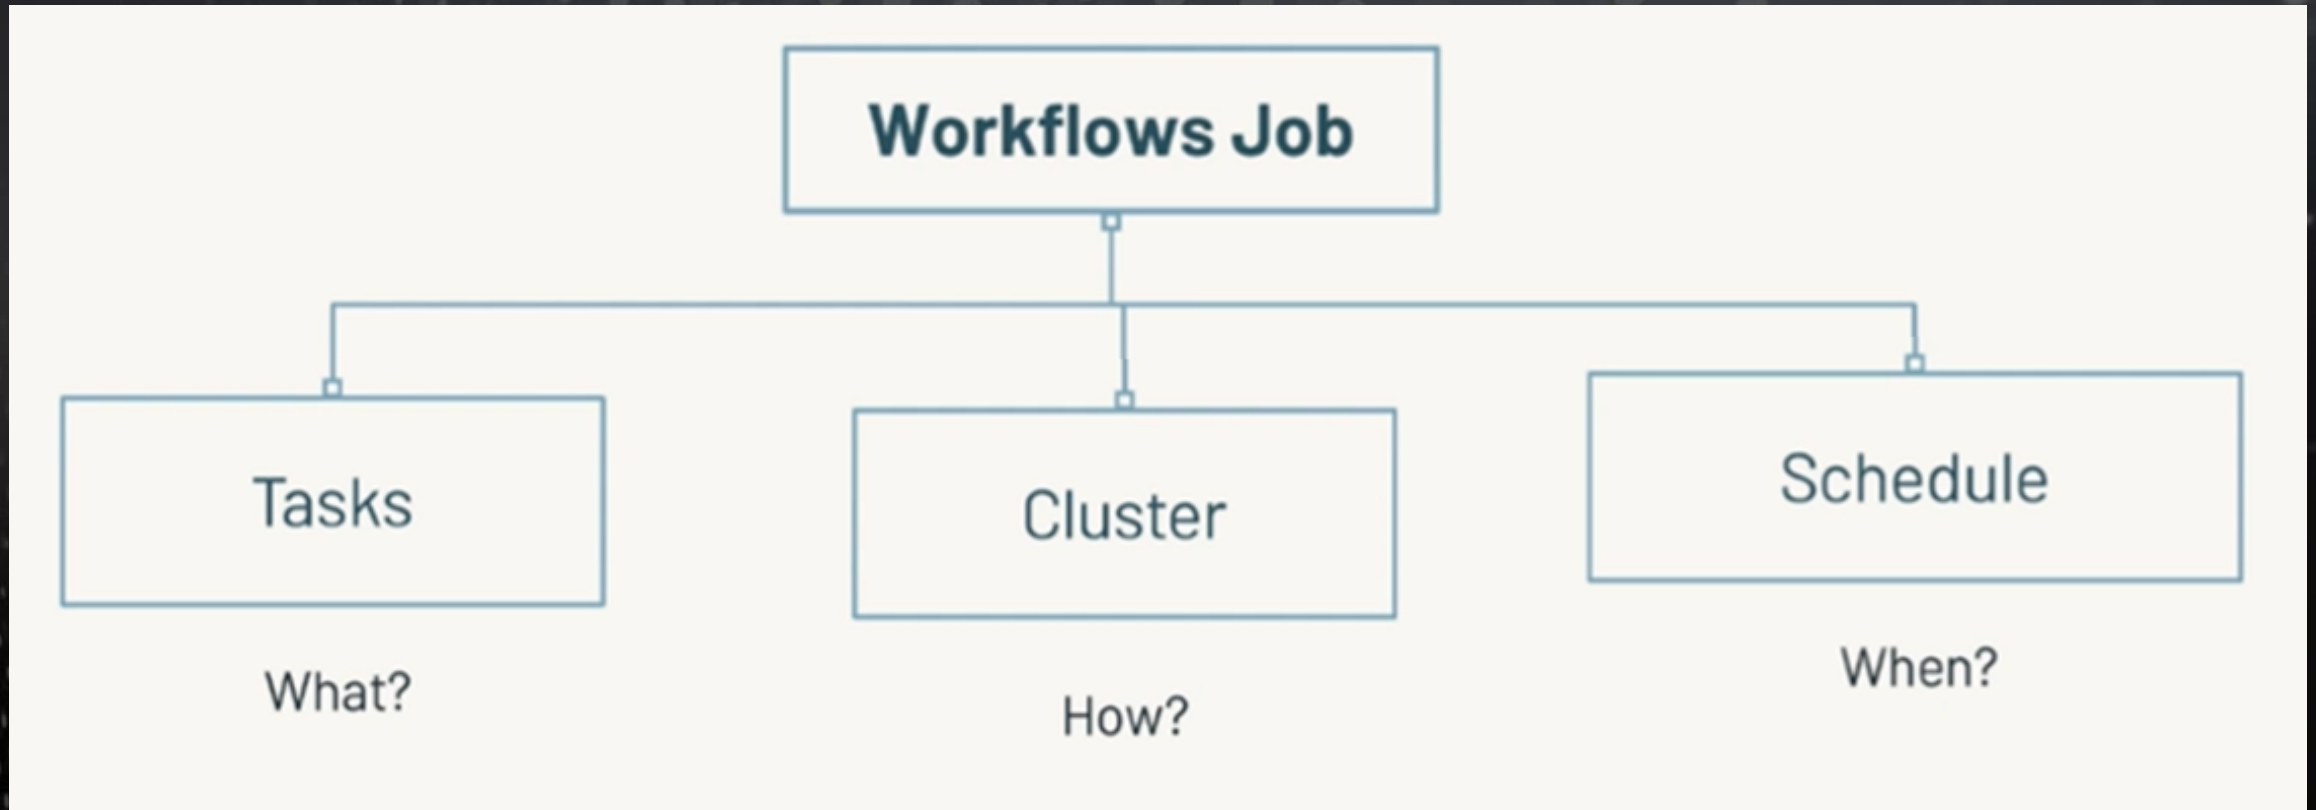 Workflows Job
Tasks
Cluster
Schedule
What?
How?
When?